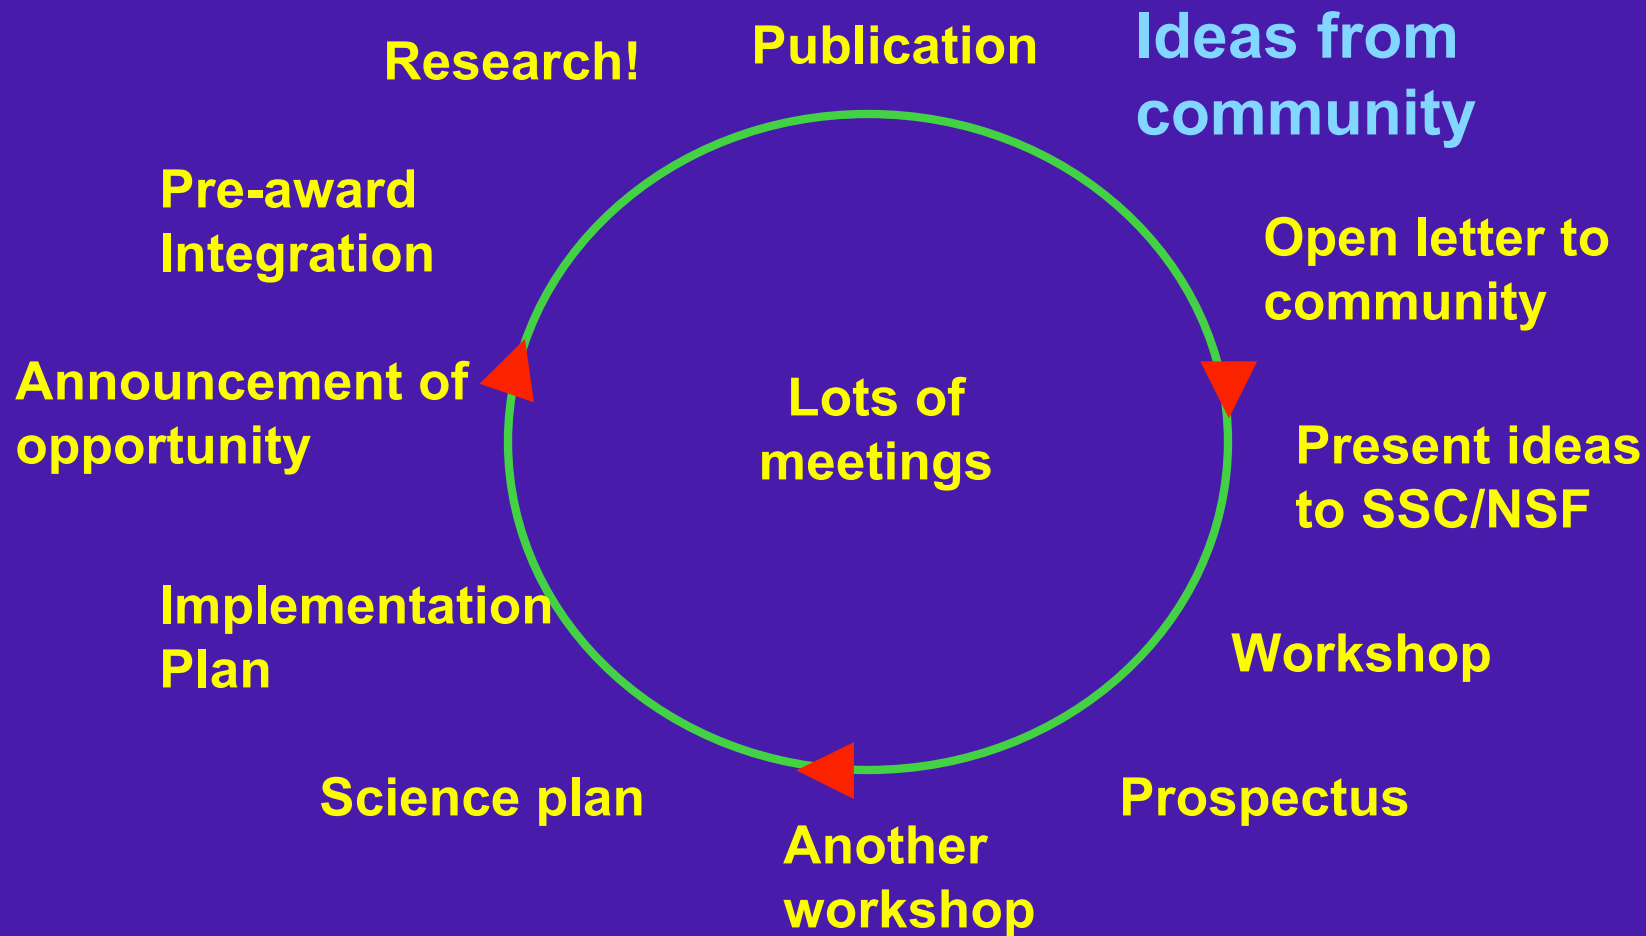 Ideas from
community
Open letter to
community
Present ideas
to SSC/NSF
Workshop
Prospectus
Another
workshop
Science plan
Implementation
Plan
Announcement of
opportunity
Pre-award
Integration
Research!
Publication
Lots of
meetings